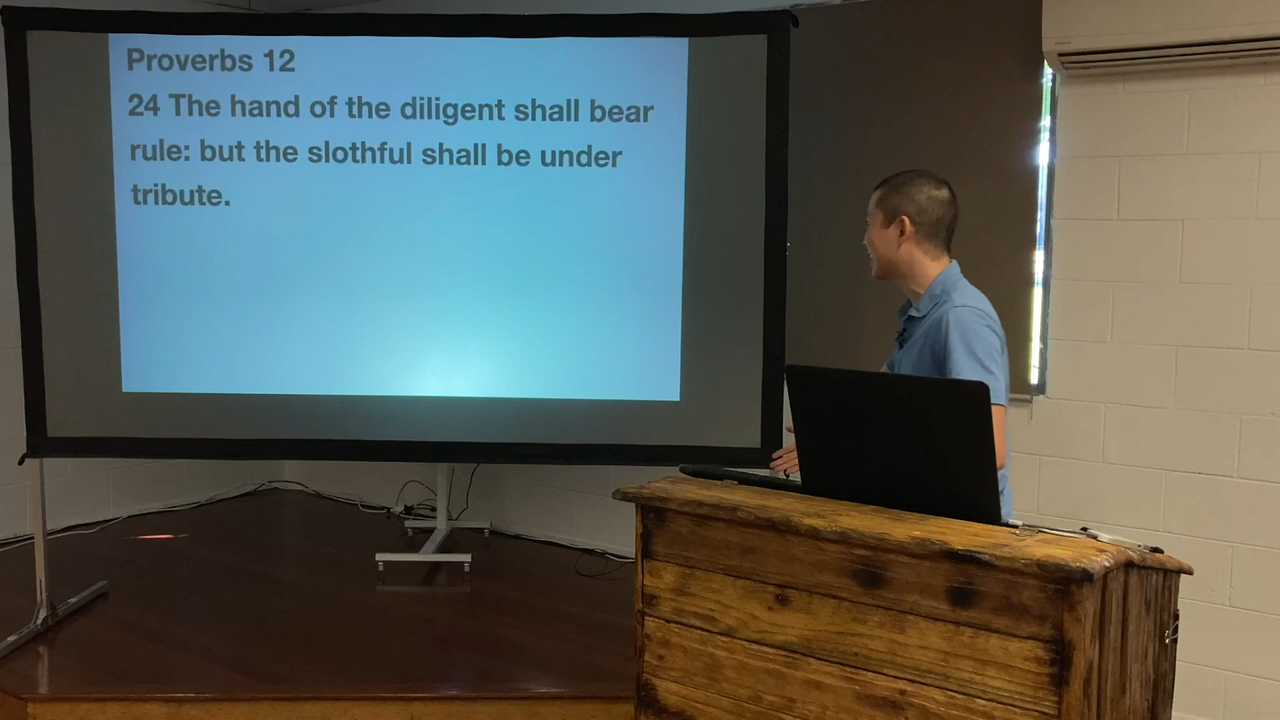 Proverbs 12
24 The hand of the diligent shall bear
rule: but the slothful shall be under
tribute.